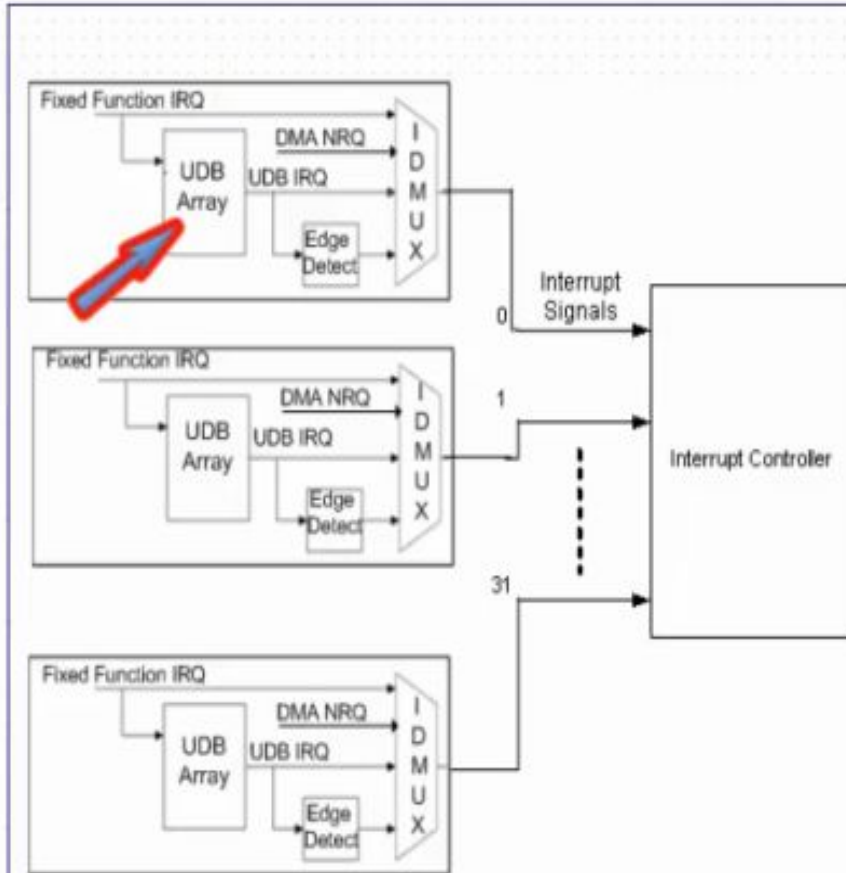 Fixed Function IRQ
DMA NRQ
UDB
Array
UDB IRQ
Edge
Detect
I
D
M
U
X
Interrupt
Signals
0
Fixed Function IRQ
DMA NRQ
UDB
Array
UDB IRQ
Edge
Detect
I
D
M
U
X
1
Interrupt Controller
31
Fixed Function IRQ
DMA NRQ
UDB
Array
UDB IRQ
Edge
Detect
I
D
M
U
X